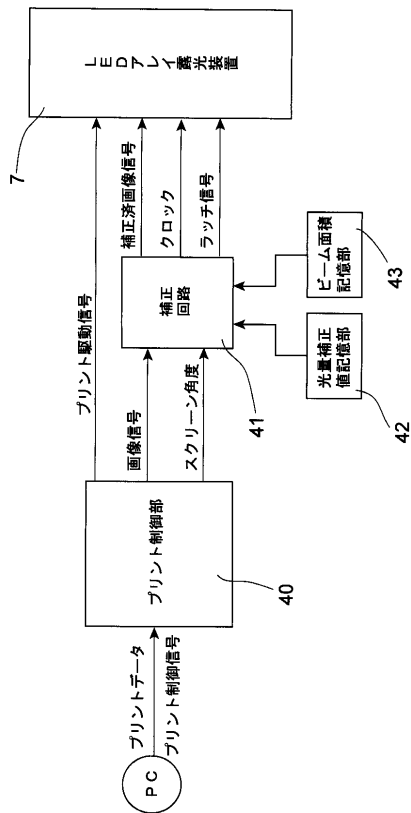 PC
プリントデータ
プリント制御信号
プリント制御部
40
プリント駆動信号
画像信号
スクリーン角度
補正
回路
41
補正済画像信号
クロック
ラッチ信号
光量補正
値記憶部
42
ビーム面積
記憶部
43
LEDアレイ露光装置
7